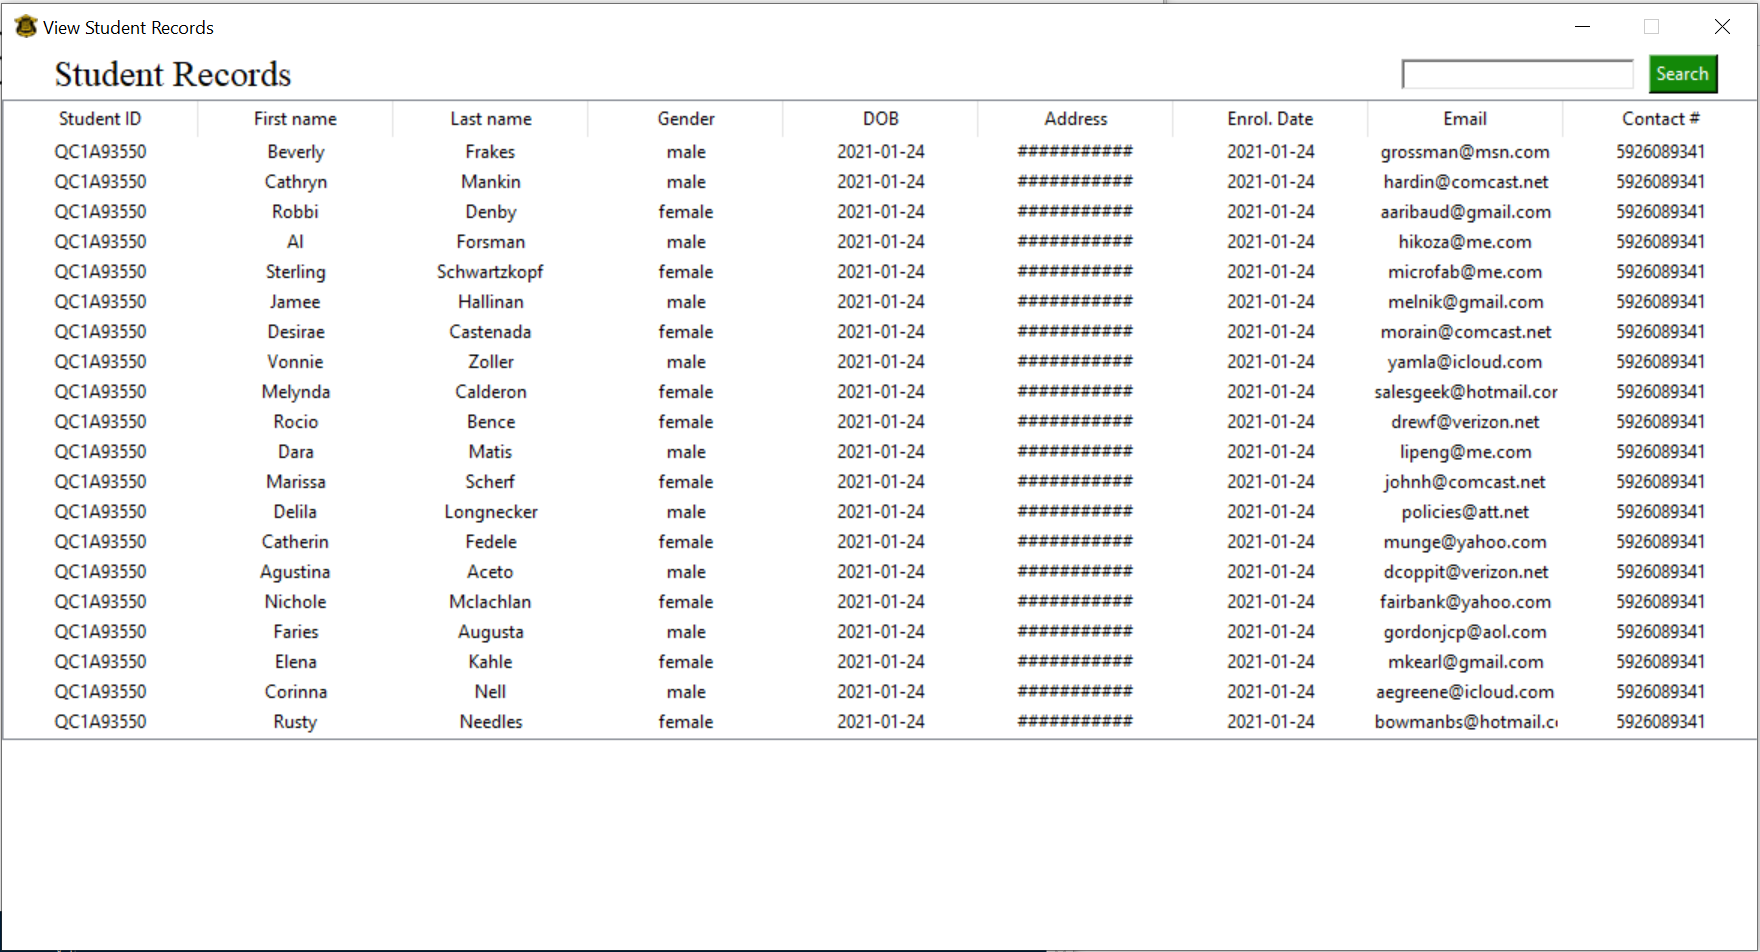 View Student Records
Student Records Search
Student ID First name Last name Gender DOB Address Enrol. Date Email Contact #
QC1A93550 Beverly Frakes male 2021-01-24 ########### 2021-01-24 grossman@msn.com 5926089341
QC1A93550 Cathryn Mankin male 2021-01-24 ########### 2021-01-24 hardin@comcast.net 5926089341
QC1A93550 Robbi Denby female 2021-01-24 ########### 2021-01-24 aaribaud@gmail.com 5926089341
QC1A93550 Al Forsman male 2021-01-24 ########### 2021-01-24 hikoza@me.com 5926089341
QC1A93550 Sterling Schwartzkopf female 2021-01-24 ########### 2021-01-24 microfab@me.com 5926089341
QC1A93550 Jamee Hallinan male 2021-01-24 ########### 2021-01-24 melnik@gmail.com 5926089341
QC1A93550 Desirae Castenada female 2021-01-24 ########### 2021-01-24 morain@comcast.net 5926089341
QC1A93550 Vonnie Zoller male 2021-01-24 ########### 2021-01-24 yamla@icloud.com 5926089341
QC1A93550 Melynda Calderon female 2021-01-24 ########### 2021-01-24 salesgeek@hotmail.cor 5926089341
QC1A93550 Rocio Bence female 2021-01-24 ########### 2021-01-24 drewf@verizon.net 5926089341
QC1A93550 Dara Matis male 2021-01-24 ########### 2021-01-24 lipeng@me.com 5926089341
QC1A93550 Marissa Scherf female 2021-01-24 ########### 2021-01-24 johnh@comcast.net 5926089341
QC1A93550 Delila Longnecker male 2021-01-24 ########### 2021-01-24 policies@att.net 5926089341
QC1A93550 Catherin Fedele female 2021-01-24 ########### 2021-01-24 munge@yahoo.com 5926089341
QC1A93550 Agustina Aceto male 2021-01-24 ########### 2021-01-24 dcoppit@verizon.net 5926089341
QC1A93550 Nichole Mclachlan female 2021-01-24 ########### 2021-01-24 fairbank@yahoo.com 5926089341
QC1A93550 Faries Augusta male 2021-01-24 ########### 2021-01-24 gordonjcp@aol.com 5926089341
QC1A93550 Elena Kahle female 2021-01-24 ########### 2021-01-24 mkearl@gmail.com 5926089341
QC1A93550 Corinna Nell male 2021-01-24 ########### 2021-01-24 aegreene@icloud.com 5926089341
QC1A93550 Rusty Needles female 2021-01-24 ########### 2021-01-24 bowmanbs@hotmail.c 5926089341